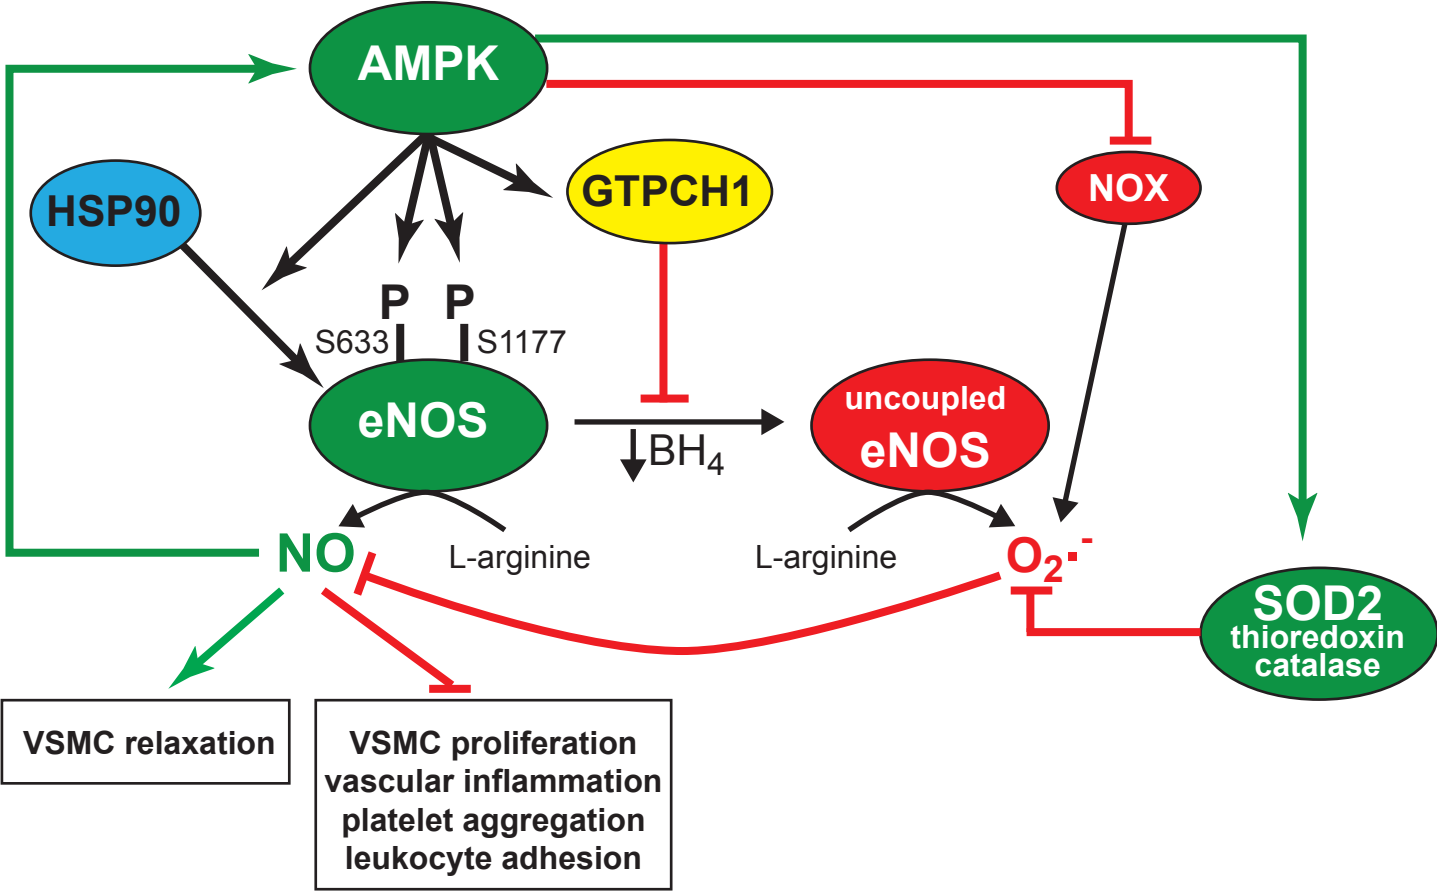 AMPK
HSP90
GTPCH1
NOX
P P
S633 S1177
eNOS
uncoupled
eNOS
BH₄
NO
L-arginine
L-arginine
O₂·⁻
SOD2
thioredoxin
catalase
VSMC relaxation
VSMC proliferation
vascular inflammation
platelet aggregation
leukocyte adhesion